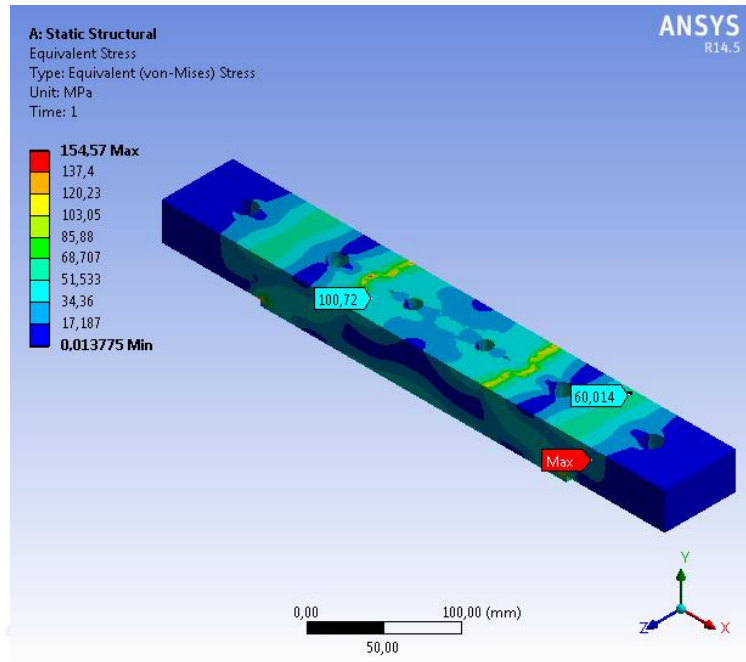 A: Static Structural
Equivalent Stress
Type: Equivalent (von-Mises) Stress
Unit: MPa
Time: 1
ANSYS
R14.5
154,57 Max
137,4
120,23
103,05
85,88
68,707
51,533
34,36
17,187
0,013775 Min
100,72
60,014
Max
0,00
100,00 (mm)
50,00
Y
Z
X